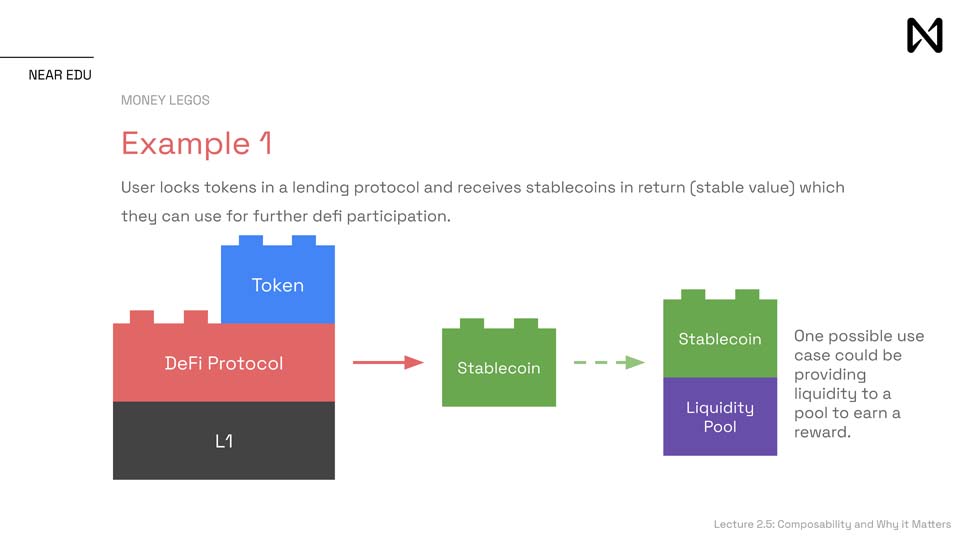 NEAR EDU
MONEY LEGOS
Example 1
User locks tokens in a lending protocol and receives stablecoins in return (stable value) which
they can use for further defi participation.
Token
DeFi Protocol
L1
Stablecoin
Stablecoin
Liquidity
Pool
One possible use
case could be
providing
liquidity to a
pool to earn a
reward.
Lecture 2.5: Composability and Why it Matters